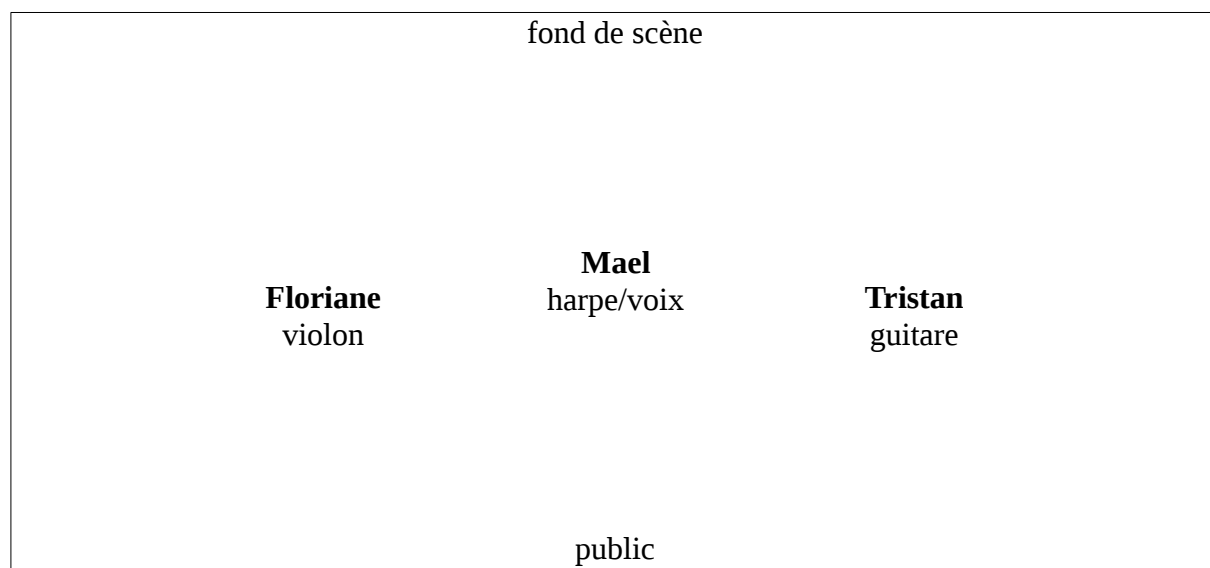 fond de scène
Mael
harpe/voix
Floriane
violon
Tristan
guitare
public